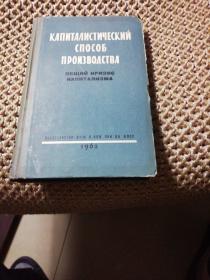 КАПИТАЛИСТИЧЕСКИЙ
СПОСОБ
ПРОИЗВОДСТВА
ОБЩИЙ КРИЗИС
КАПИТАЛИЗМА
1962